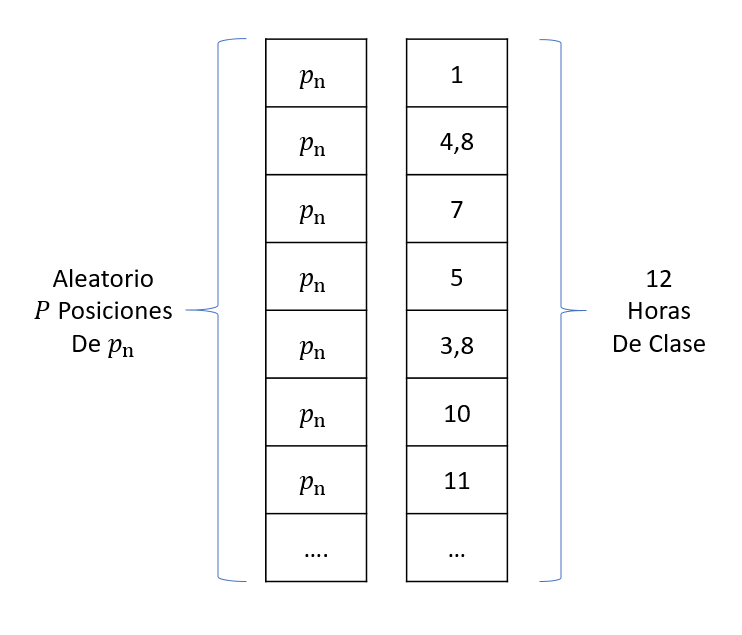 Aleatorio
P Posiciones
De pn
pn 1
pn 4,8
pn 7
pn 5
pn 3,8
pn 10
pn 11
.... ...
12
Horas
De Clase